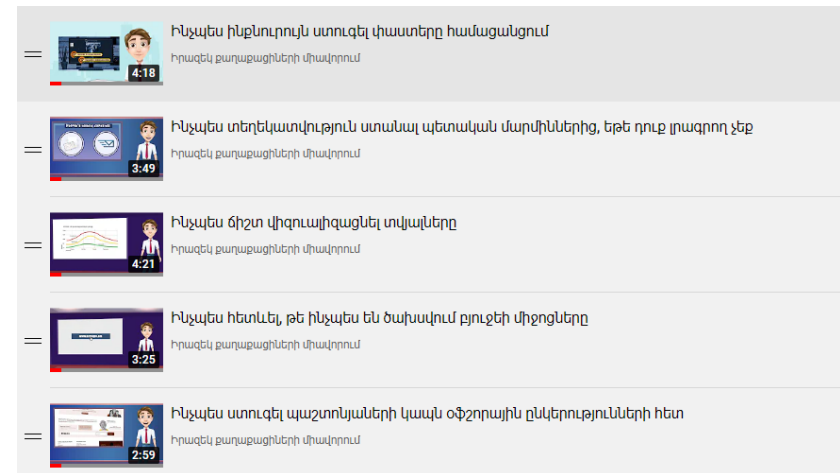 Ինչպես ինքնուրույն ստուգել փաստերը համացանցում
Իրազեկ քաղաքացիների միավորում
4:18
Ինչպես տեղեկատվություն ստանալ պետական մարմիններից, եթե դուք լրագրող չեք
Իրազեկ քաղաքացիների միավորում
3:49
Ինչպես ճիշտ վիզուալիզացնել տվյալները
Իրազեկ քաղաքացիների միավորում
4:21
Ինչպես հետևել, թե ինչպես են ծախսվում բյուջեի միջոցները
Իրազեկ քաղաքացիների միավորում
3:25
Ինչպես ստուգել պաշտոնյաների կապն օֆշորային ընկերությունների հետ
Իրազեկ քաղաքացիների միավորում
2:59